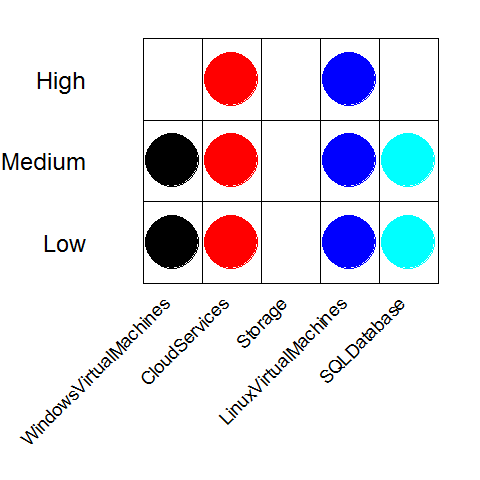 High
Medium
Low
WindowsVirtualMachines
CloudServices
Storage
LinuxVirtualMachines
SQLDatabase